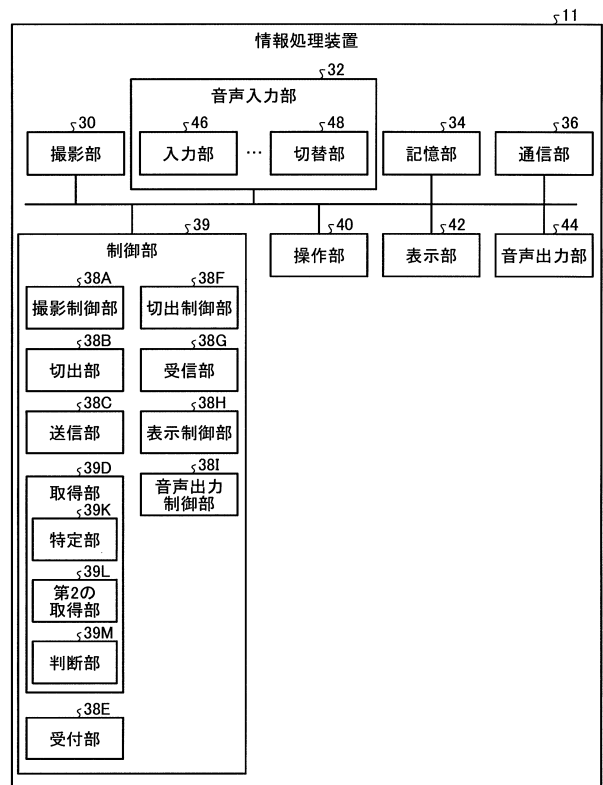 11
情報処理装置
32
音声入力部
30
撮影部
46
入力部
…
48
切替部
34
記憶部
36
通信部
39
制御部
40
操作部
42
表示部
44
音声出力部
38A
撮影制御部
38F
切出制御部
38B
切出部
38G
受信部
38C
送信部
38H
表示制御部
39D
取得部
38I
音声出力
制御部
39K
特定部
39L
第2の
取得部
39M
判断部
38E
受付部